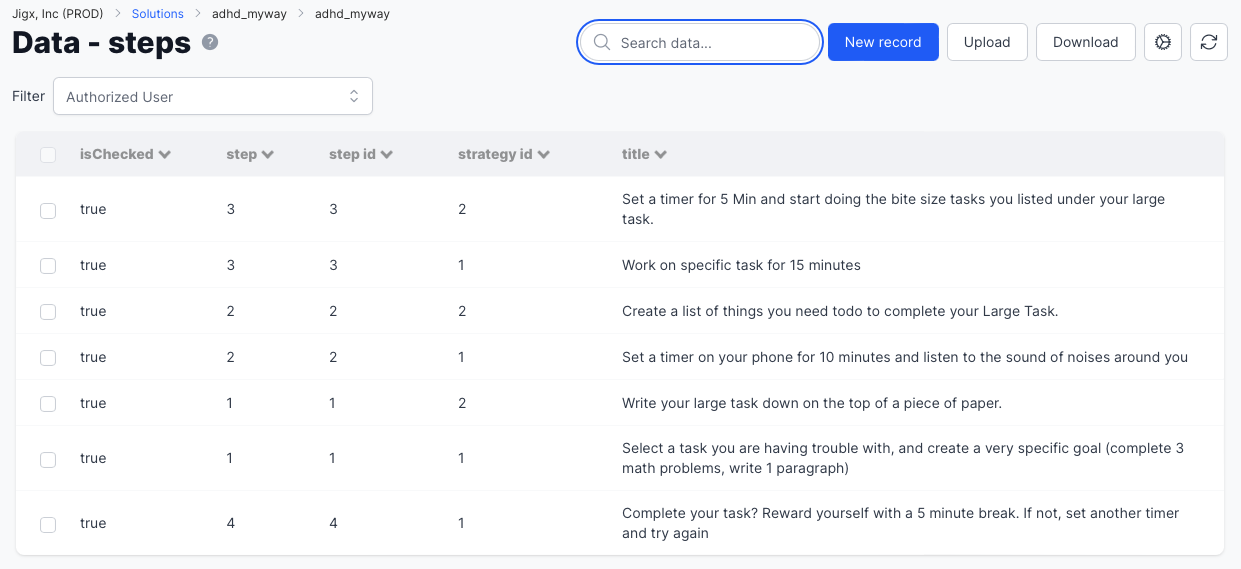 Jigx, Inc (PROD) > Solutions > adhd_myway > adhd_myway
Data - steps ?
Search data...
New record
Upload
Download
Filter
Authorized User
isChecked step step id strategy id title
true 3 3 2 Set a timer for 5 Min and start doing the bite size tasks you listed under your large
task.
true 3 3 1 Work on specific task for 15 minutes
true 2 2 2 Create a list of things you need todo to complete your Large Task.
true 2 2 1 Set a timer on your phone for 10 minutes and listen to the sound of noises around you
true 1 1 2 Write your large task down on the top of a piece of paper.
true 1 1 1 Select a task you are having trouble with, and create a very specific goal (complete 3
math problems, write 1 paragraph)
true 4 4 1 Complete your task? Reward yourself with a 5 minute break. If not, set another timer
and try again